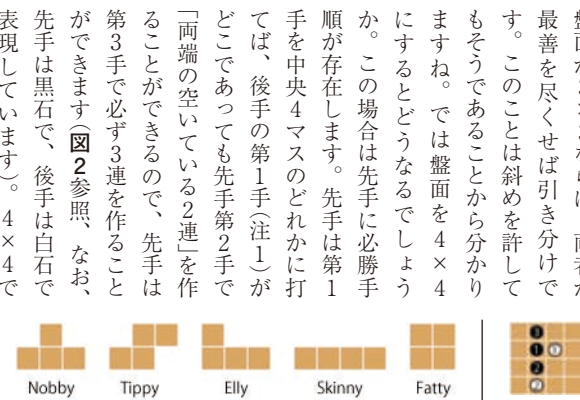 最善を尽くせば引き分けで
す。このことは斜めを許して
もそうであることから分かり
ますね。では盤面を4×4
にするとどうなるでしょう
か。この場合は先手に必勝手
順が存在します。先手は第1
手を中央4マスのどれかに打
てば、後手の第1手(注1)が
どこであっても先手第2手で
「両端の空いている2連」を作
ることができるので、先手は
第3手で必ず3連を作ること
ができます(図2参照、なお、
先手は黒石で、後手は白石で
表現しています)。4×4で
Nobby
Tippy
Elly
Skinny
Fatty
3
1 1
2
2